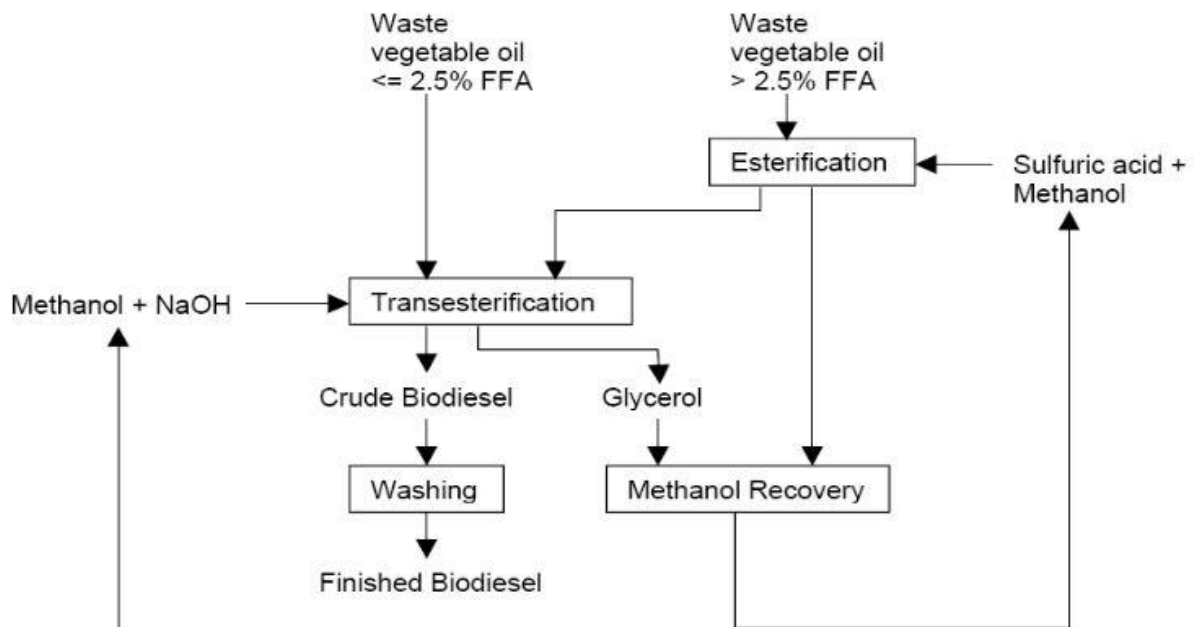 Waste
vegetable oil
<= 2.5% FFA
Waste
vegetable oil
> 2.5% FFA
Esterification
Sulfuric acid +
Methanol
Methanol + NaOH
Transesterification
Crude Biodiesel
Glycerol
Washing
Methanol Recovery
Finished Biodiesel